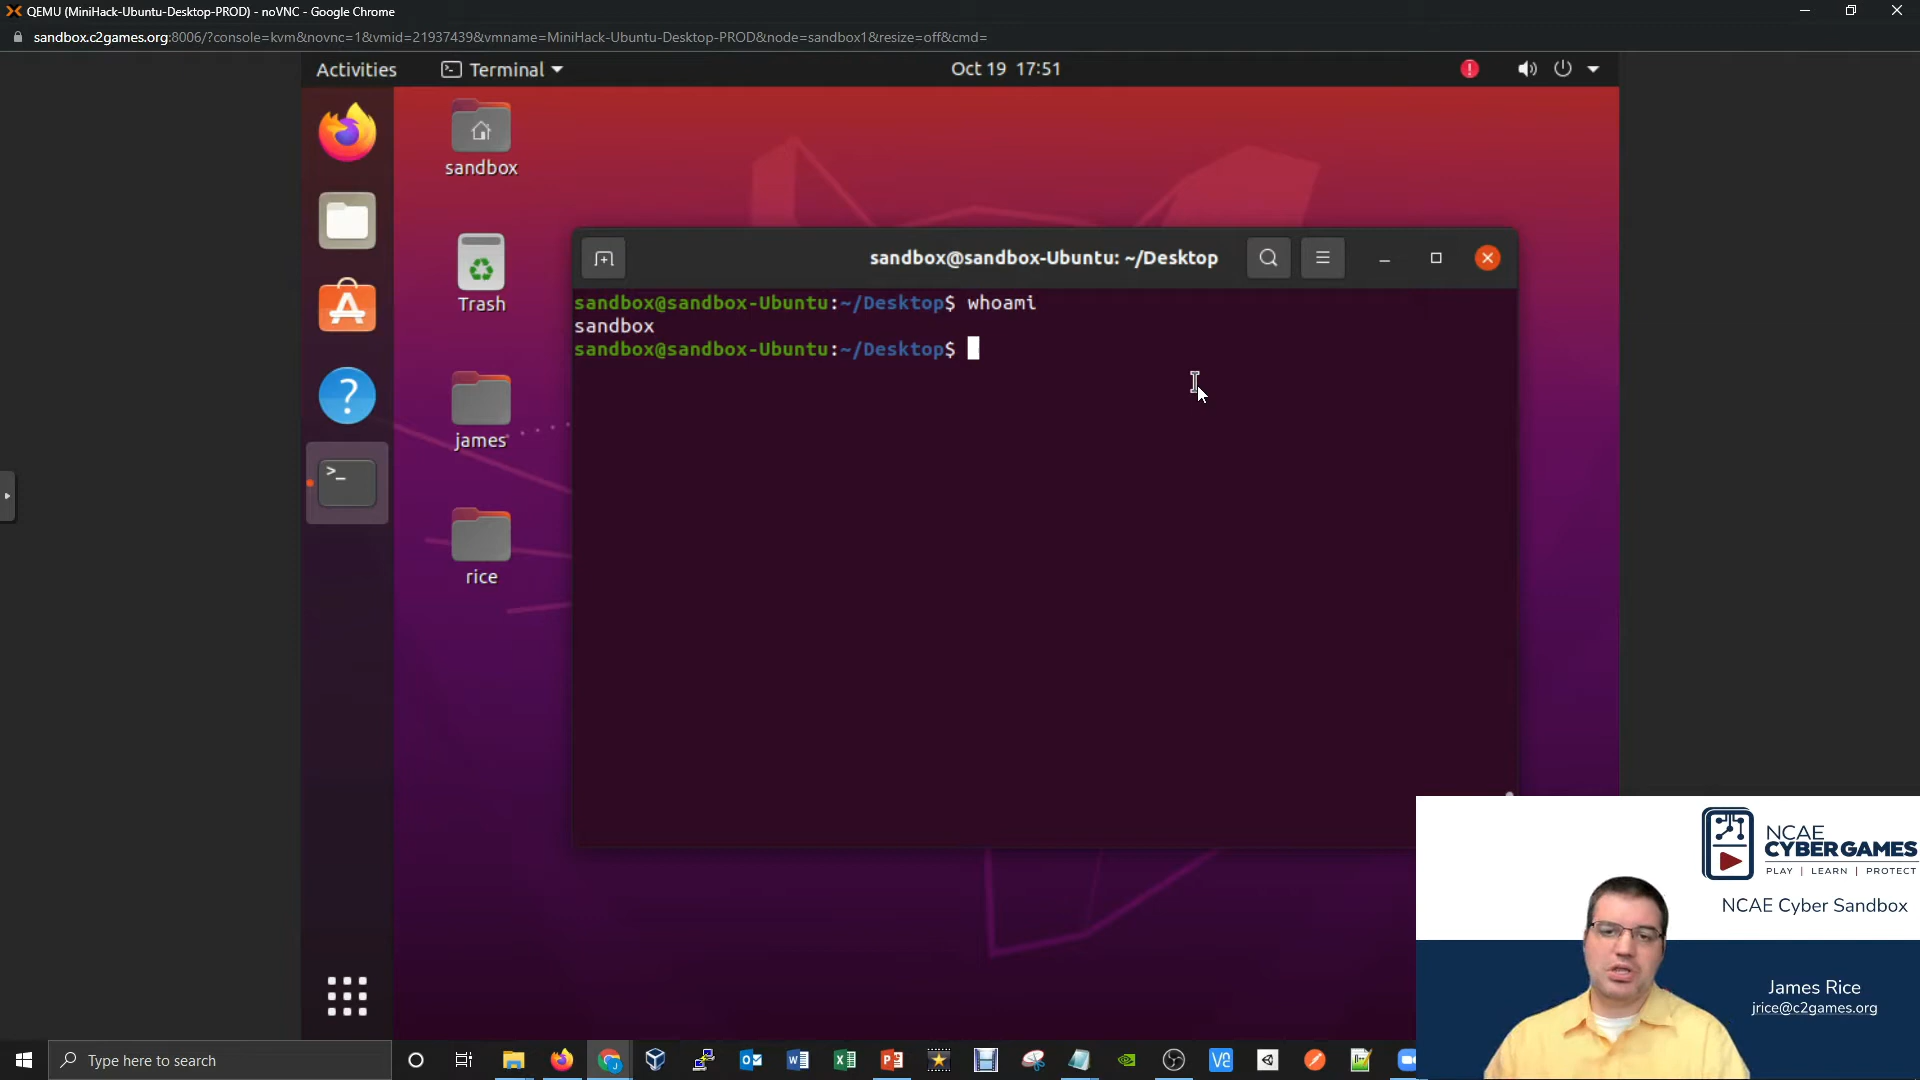 QEMU (MiniHack-Ubuntu-Desktop-PROD) - noVNC - Google Chrome
sandbox.c2games.org:8006/?console=kvm&novnc=1&vmid=21937439&vmname=MiniHack-Ubuntu-Desktop-PROD&node=sandbox1&resize=off&cmd=
Activities
Terminal
Oct 19 17:51
sandbox
Trash
james
rice
sandbox@sandbox-Ubuntu: ~/Desktop
sandbox@sandbox-Ubuntu:~/Desktop$ whoami
sandbox
sandbox@sandbox-Ubuntu:~/Desktop$
NCAE
CYBERGAMES
PLAY | LEARN | PROTECT
NCAE Cyber Sandbox
James Rice
jrice@c2games.org
Type here to search